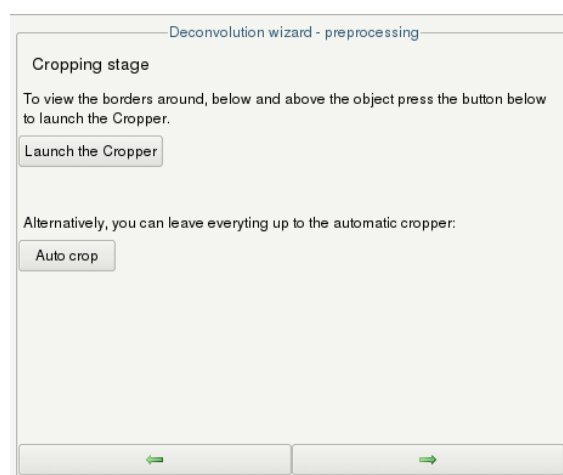 Deconvolution wizard - preprocessing
Cropping stage
To view the borders around, below and above the object press the button below
to launch the Cropper.
Launch the Cropper
Alternatively, you can leave everyting up to the automatic cropper:
Auto crop